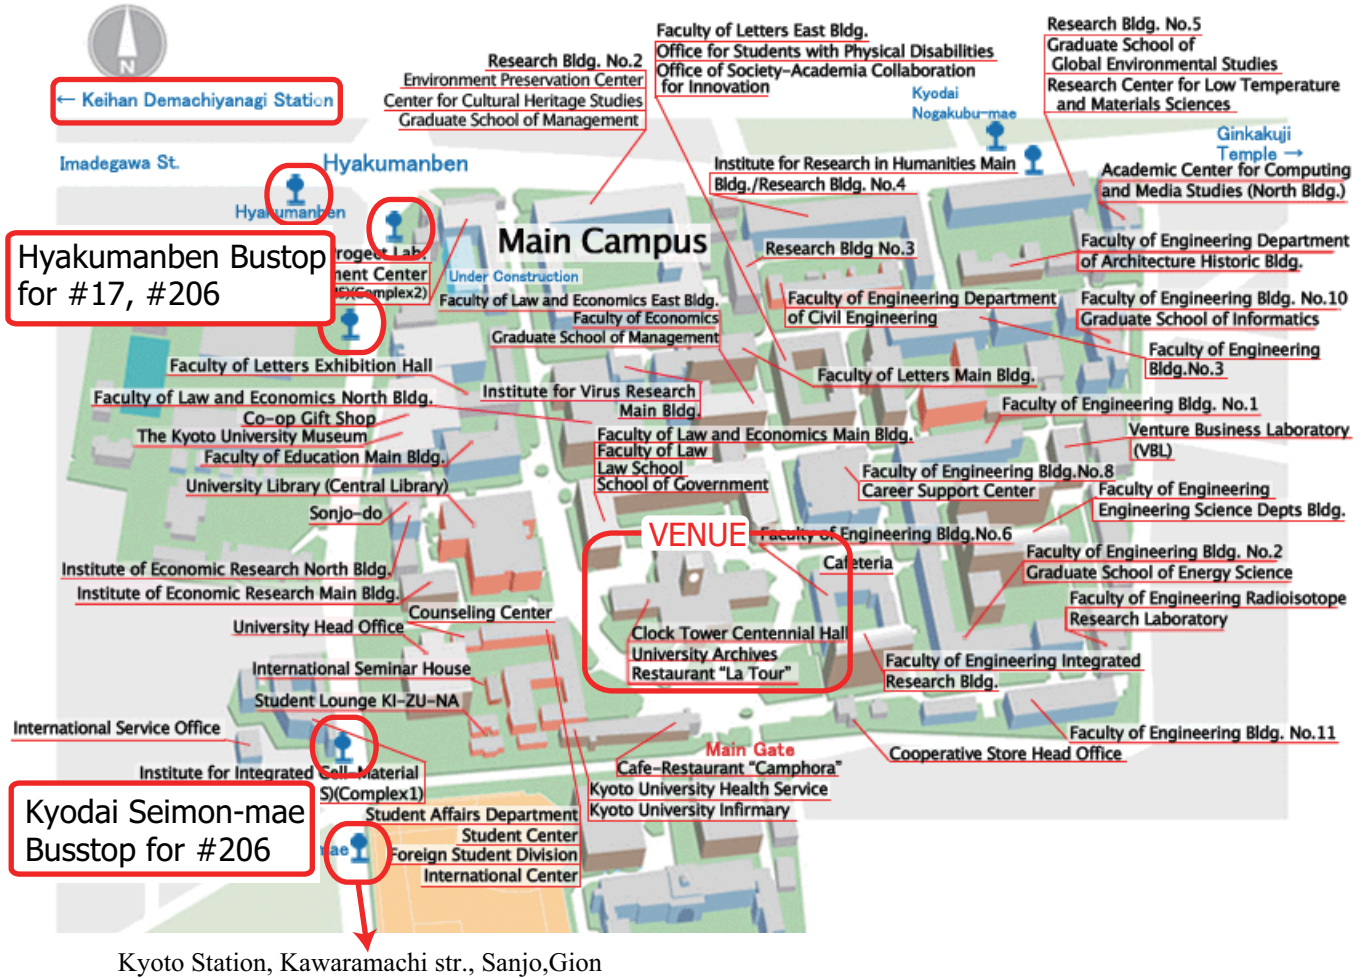 N
← Keihan Demachiyanagi Station
Imadegawa St.
Hyakumanben
Hyakumanben
Hyakumanben Bustop
for #17, #206
Research Bldg. No.2
Environment Preservation Center
Center for Cultural Heritage Studies
Graduate School of Management
Faculty of Letters East Bldg.
Office for Students with Physical Disabilities
Office of Society-Academia Collaboration
for Innovation
Kyodai
Nogakubu-mae
Research Bldg. No.5
Graduate School of
Global Environmental Studies
Research Center for Low Temperature
and Materials Sciences
Ginkakuji
Temple →
Institute for Research in Humanities Main
Bldg./Research Bldg. No.4
Academic Center for Computing
and Media Studies (North Bldg.)
Main Campus
Research Bldg No.3
Faculty of Engineering Department
of Architecture Historic Bldg.
Project Lab.
ment Center
(Complex2)
Under Construction
Faculty of Law and Economics East Bldg.
Faculty of Economics
Graduate School of Management
Faculty of Engineering Department
of Civil Engineering
Faculty of Engineering Bldg. No.10
Graduate School of Informatics
Faculty of Engineering
Bldg.No.3
Faculty of Letters Exhibition Hall
Faculty of Law and Economics North Bldg.
Co-op Gift Shop
The Kyoto University Museum
Faculty of Education Main Bldg.
University Library (Central Library)
Sonjo-do
Institute for Virus Research
Main Bldg.
Faculty of Letters Main Bldg.
Faculty of Engineering Bldg. No.1
Faculty of Law and Economics Main Bldg.
Faculty of Law
Law School
School of Government
Venture Business Laboratory
(VBL)
Faculty of Engineering Bldg.No.8
Career Support Center
Faculty of Engineering
Engineering Science Depts Bldg.
VENUE
Faculty of Engineering Bldg.No.6
Cafeteria
Faculty of Engineering Bldg. No.2
Graduate School of Energy Science
Institute of Economic Research North Bldg.
Institute of Economic Research Main Bldg.
Counseling Center
University Head Office
Faculty of Engineering Radioisotope
Research Laboratory
Clock Tower Centennial Hall
University Archives
Restaurant “La Tour”
International Seminar House
Student Lounge KI-ZU-NA
Faculty of Engineering Integrated
Research Bldg.
International Service Office
Faculty of Engineering Bldg. No.11
Main Gate
Cooperative Store Head Office
Institute for Integrated Cell-Material
S)(Complex1)
Cafe-Restaurant “Camphora”
Kyoto University Health Service
Kyoto University Infirmary
Kyodai Seimon-mae
Busstop for #206
mae
Student Affairs Department
Student Center
Foreign Student Division
International Center
Kyoto Station, Kawaramachi str., Sanjo,Gion